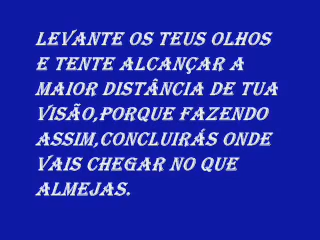 LEVANTE OS TEUS OLHOS
E TENTE ALCANÇAR A
MAIOR DISTÂNCIA DE TUA
VISÃO,PORQUE FAZENDO
ASSIM,CONCLUIRÁS ONDE
VAIS CHEGAR NO QUE
ALMEJAS.